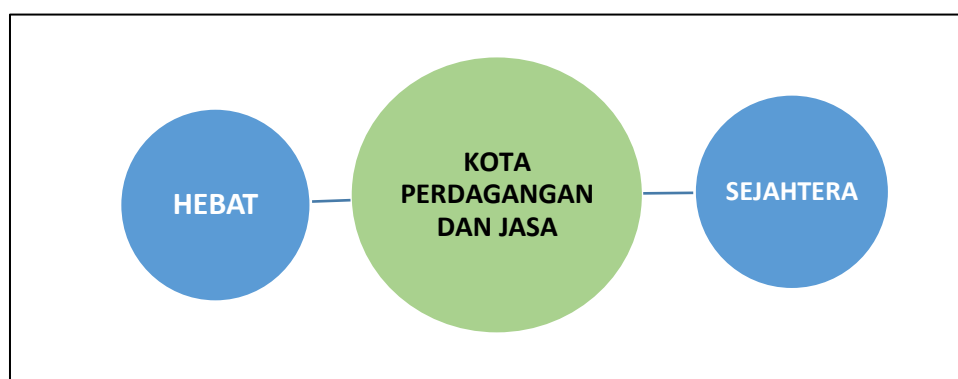 HEBAT
KOTA
PERDAGANGAN
DAN JASA
SEJAHTERA